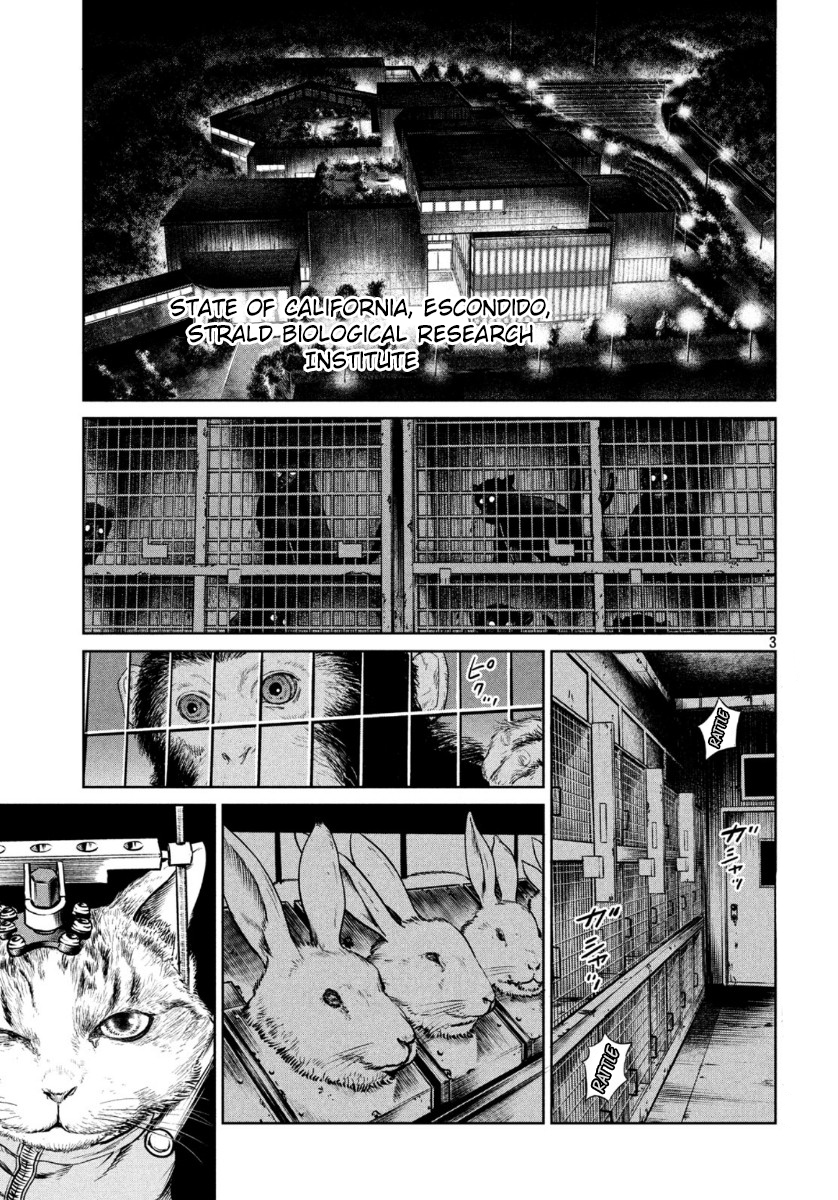 STATE OF CALIFORNIA, ESCONDIDO,
STRALD-BIOLOGICAL RESEARCH
INSTITUTE
3
ピクッ…
RATTLE
ガシャッ
ガシャッ
RATTLE